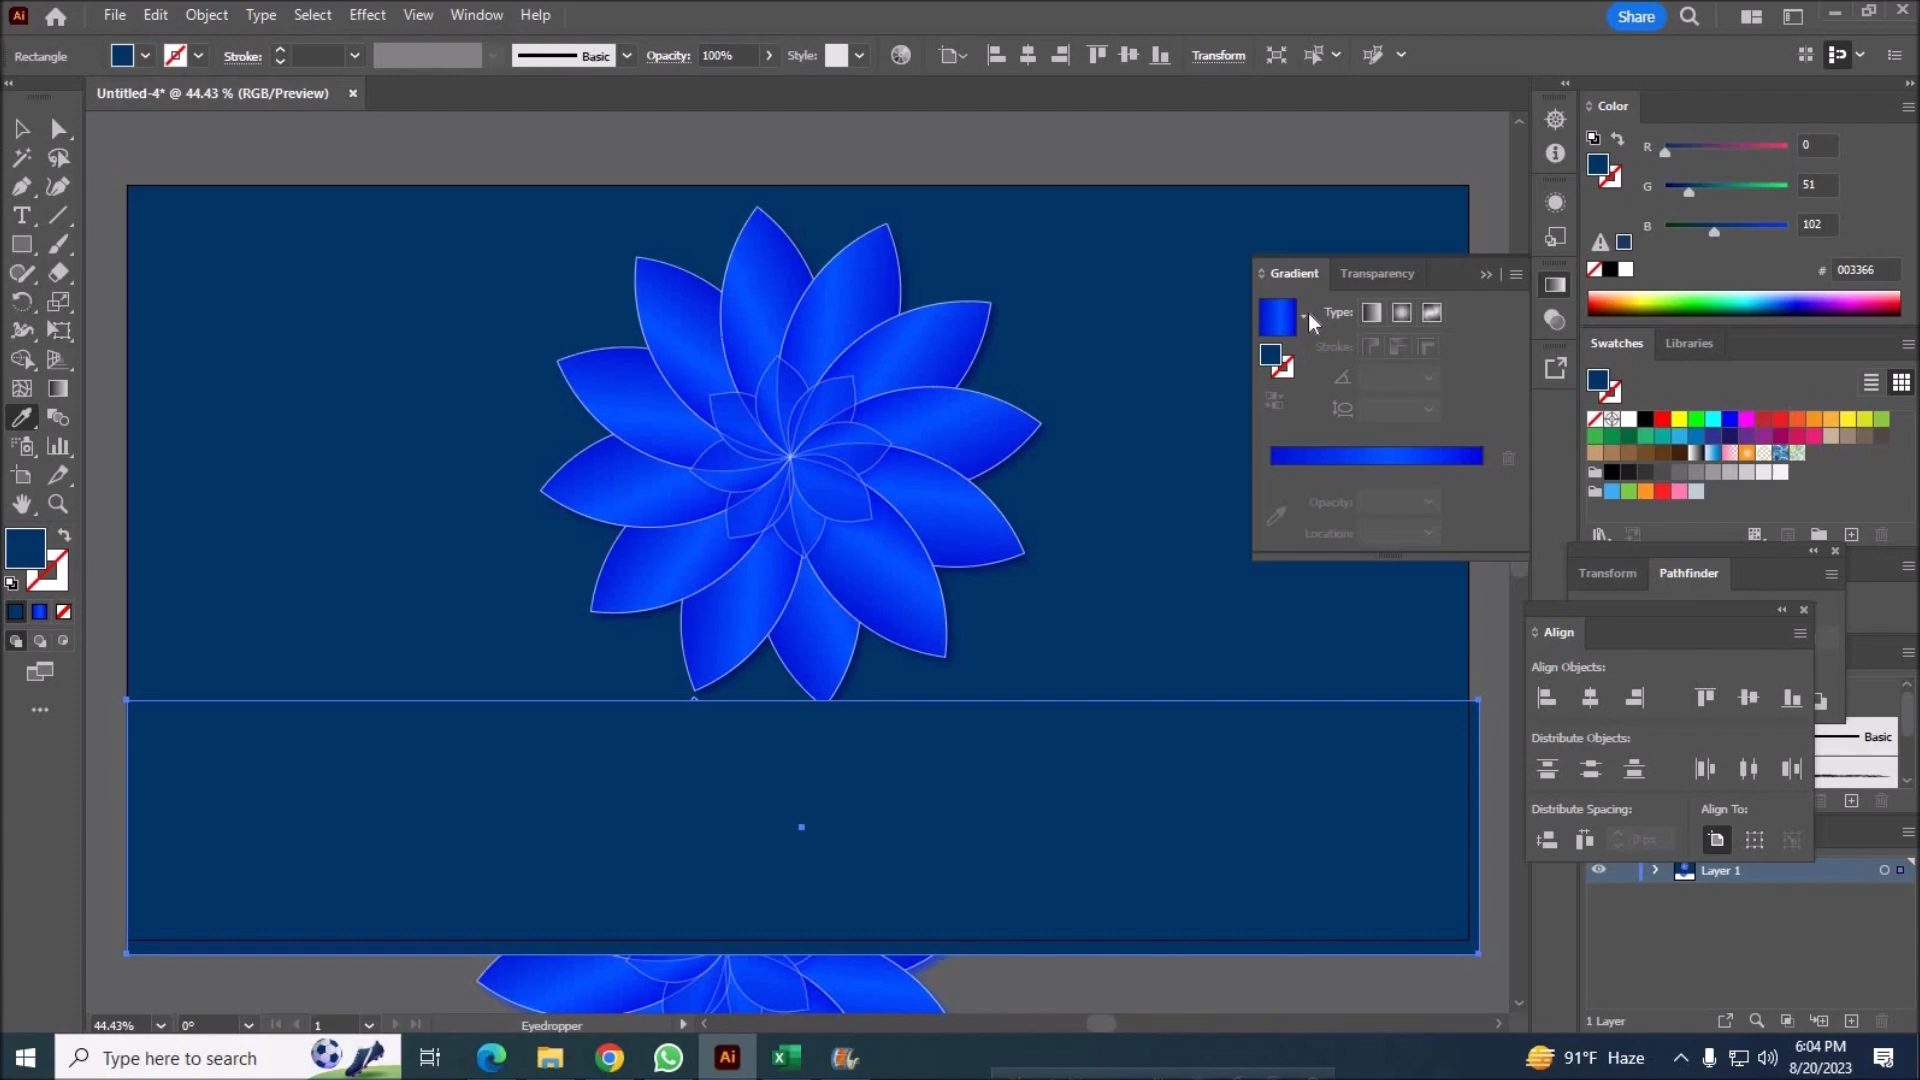 Ai File Edit Object Type Select Effect View Window Help Share
Rectangle Stroke: Basic Opacity: 100% Style: Transform
Untitled-4* @ 44.43 % (RGB/Preview)
Color
R 0
G 51
B 102
# 003366
Gradient Transparency
Type:
Stroke:
Opacity:
Location:
Swatches Libraries
Transform Pathfinder
Align
Align Objects:
Distribute Objects:
Basic
Distribute Spacing: Align To:
0 px
Layer 1
1 Layer
44.43% 0° 1 Eyedropper
Type here to search Ai 91°F Haze 6:04 PM
8/20/2023